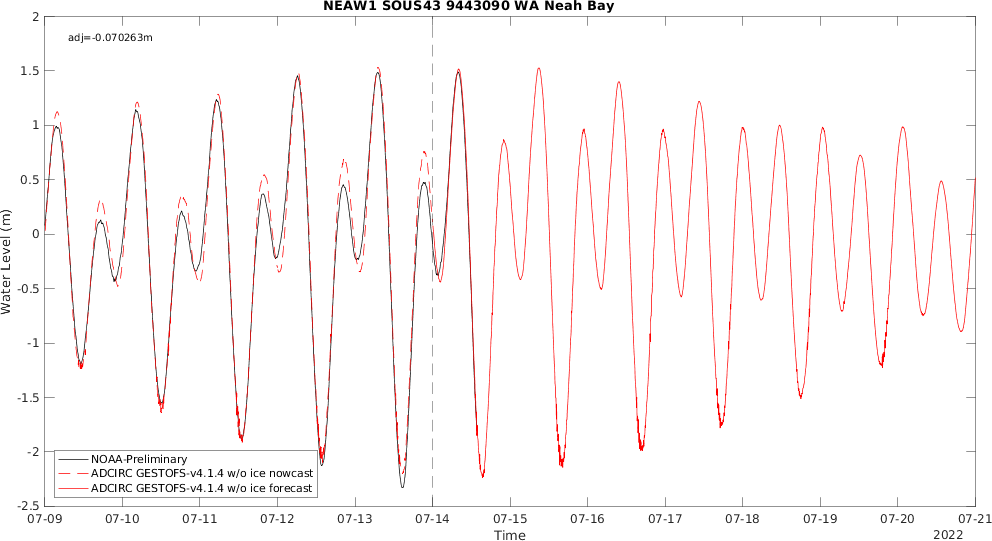 NEAW1 SOUS43 9443090 WA Neah Bay
adj=-0.070263m
2
1.5
1
0.5
0
-0.5
-1
-1.5
-2
-2.5
Water Level (m)
NOAA-Preliminary
ADCIRC GESTOFS-v4.1.4 w/o ice nowcast
ADCIRC GESTOFS-v4.1.4 w/o ice forecast
07-09 07-10 07-11 07-12 07-13 07-14 07-15 07-16 07-17 07-18 07-19 07-20 07-21
Time
2022